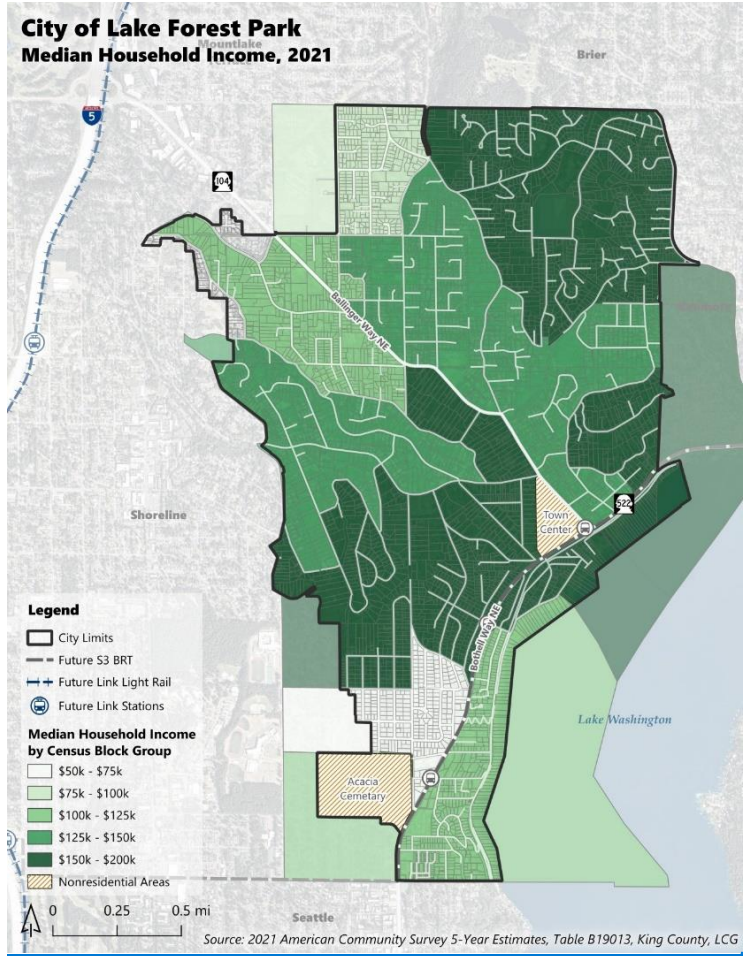 City of Lake Forest Park
Median Household Income, 2021
Mountlake
Terrace
Brier
5
104
Ballinger Way NE
Shoreline
Town
Center
522
Bothell Way NE
Lake Washington
Acacia
Cemetary
Seattle
Legend
City Limits
Future S3 BRT
Future Link Light Rail
Future Link Stations
Median Household Income
by Census Block Group
$50k - $75k
$75k - $100k
$100k - $125k
$125k - $150k
$150k - $200k
Nonresidential Areas
0 0.25 0.5 mi
Source: 2021 American Community Survey 5-Year Estimates, Table B19013, King County, LCG